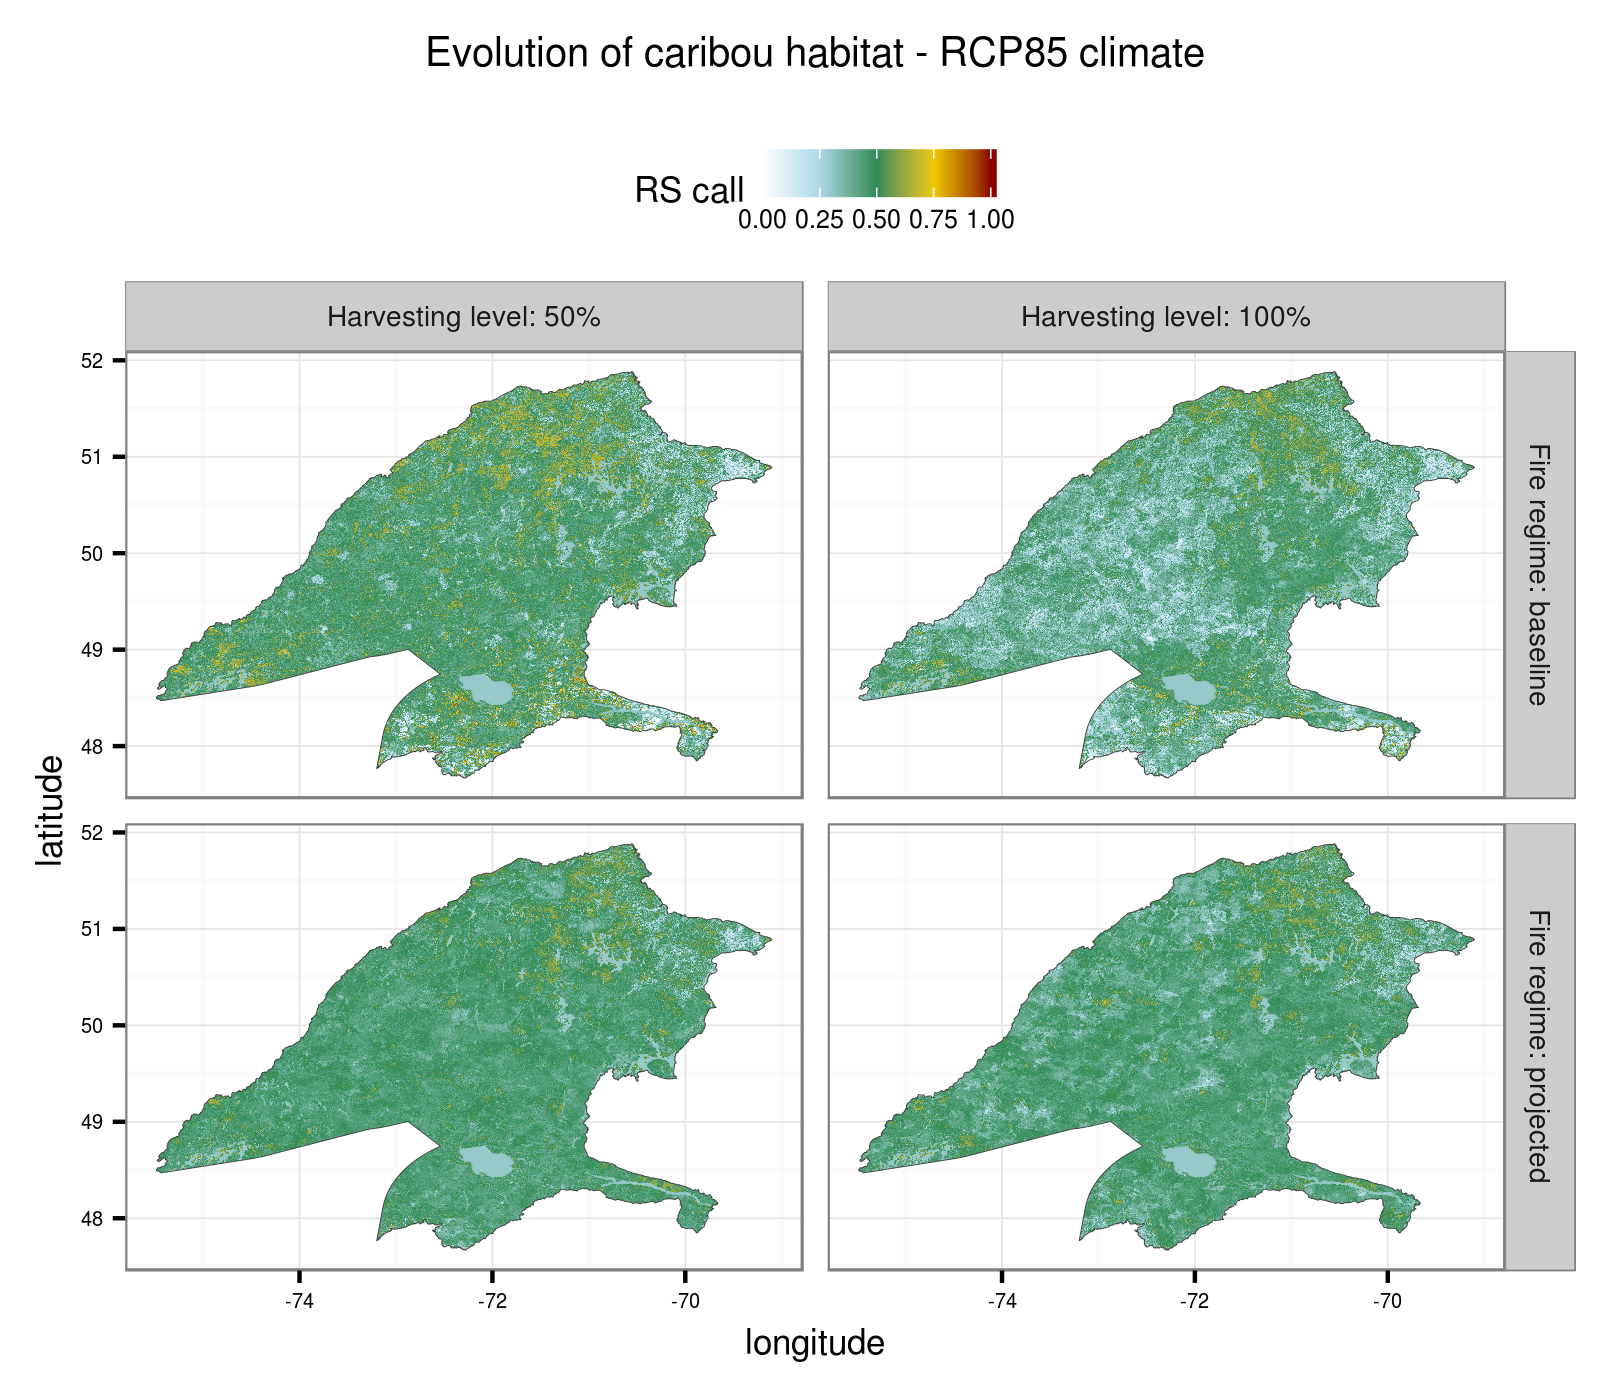 Evolution of caribou habitat - RCP85 climate
RS call
0.00 0.25 0.50 0.75 1.00
Harvesting level: 50%
Harvesting level: 100%
52
51
50
49
48
Fire regime: baseline
latitude
52
51
50
49
48
Fire regime: projected
-74 -72 -70
-74 -72 -70
longitude